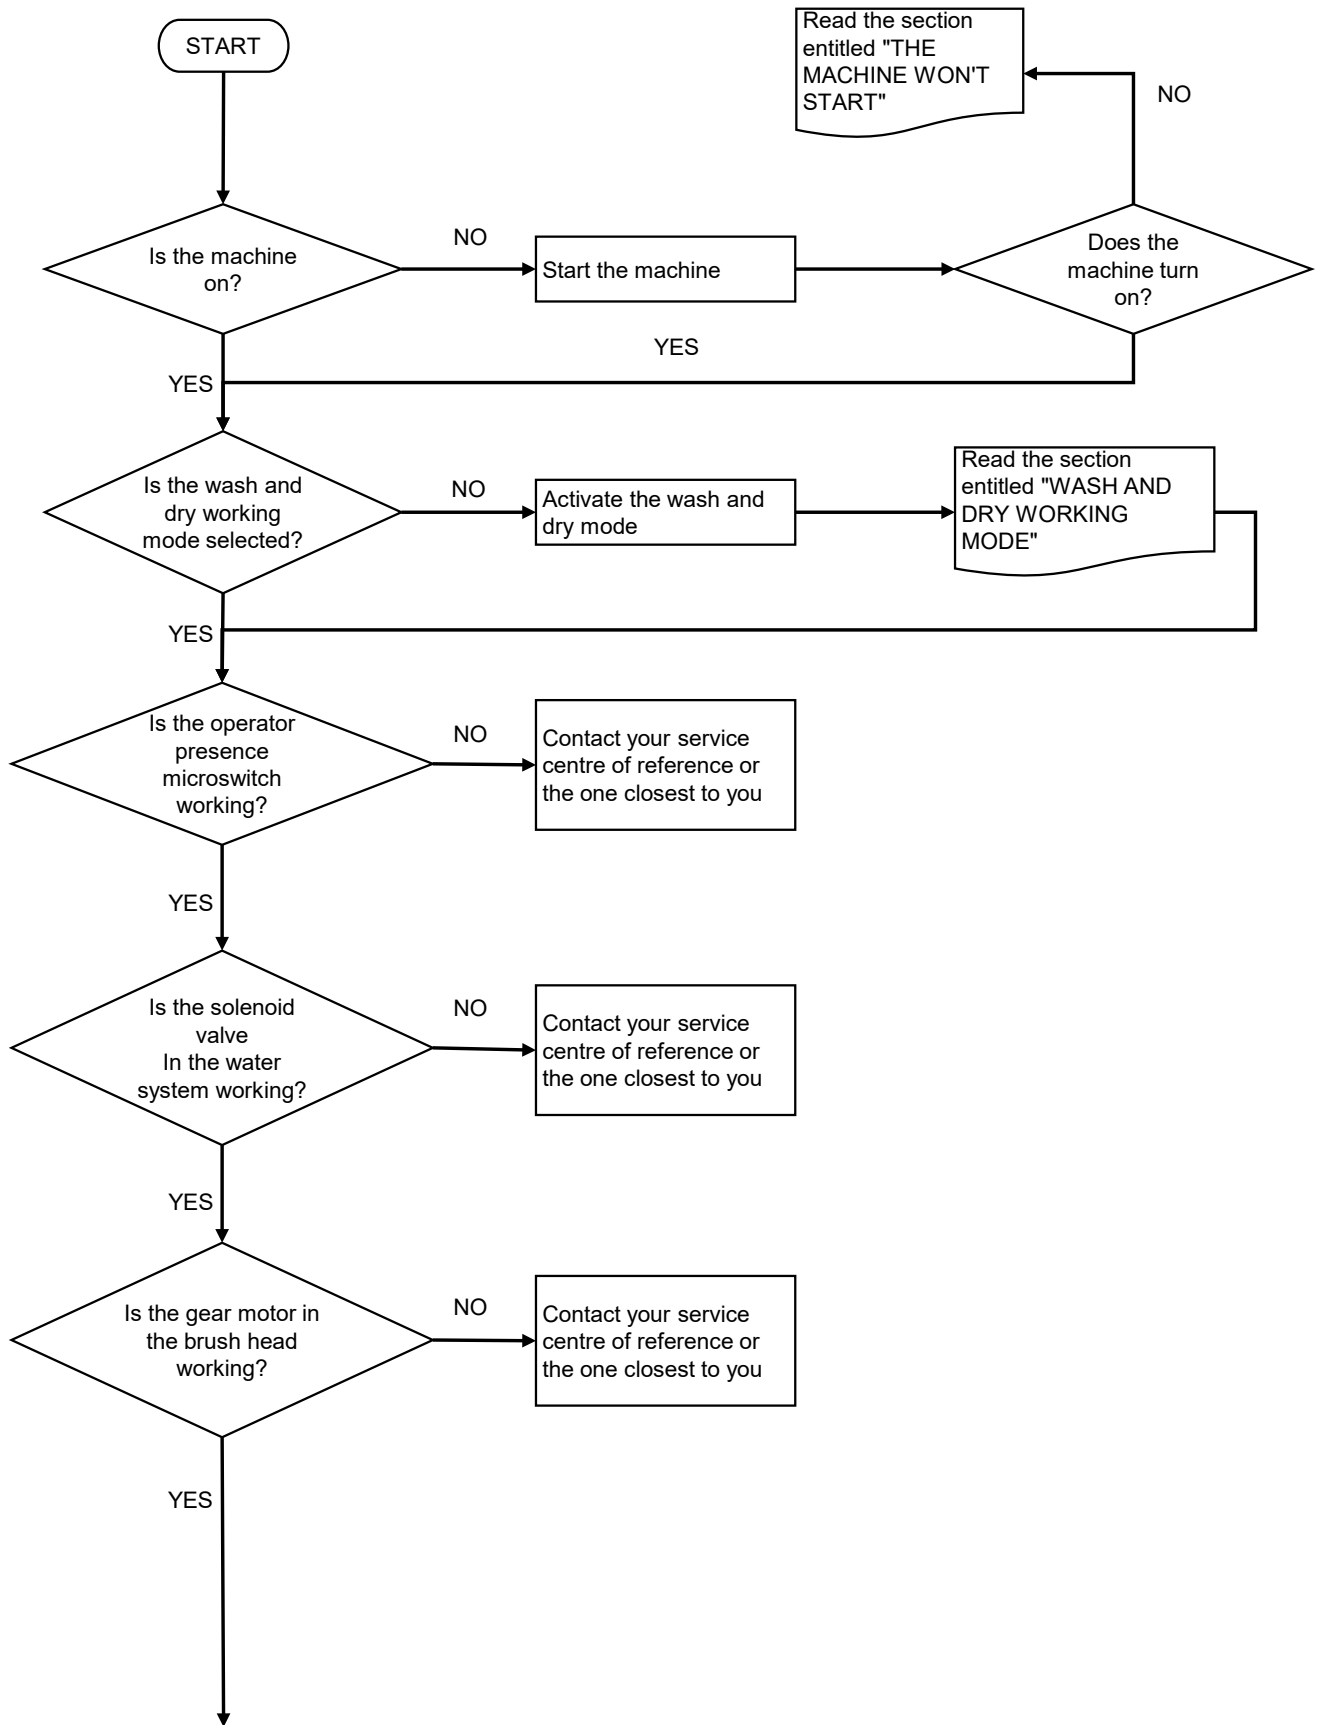 START
Read the section
entitled "THE
MACHINE WON'T
START"
NO
Is the machine
on?
NO
Start the machine
Does the
machine turn
on?
YES
YES
Is the wash and
dry working
mode selected?
NO
Activate the wash and
dry mode
Read the section
entitled "WASH AND
DRY WORKING
MODE"
YES
Is the operator
presence
microswitch
working?
NO
Contact your service
centre of reference or
the one closest to you
YES
Is the solenoid
valve
In the water
system working?
NO
Contact your service
centre of reference or
the one closest to you
YES
Is the gear motor in
the brush head
working?
NO
Contact your service
centre of reference or
the one closest to you
YES